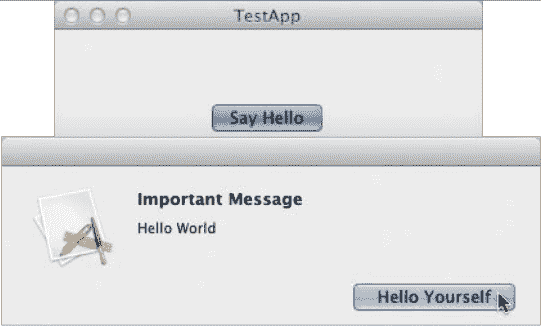 TestApp
Say Hello
Important Message
Hello World
Hello Yourself